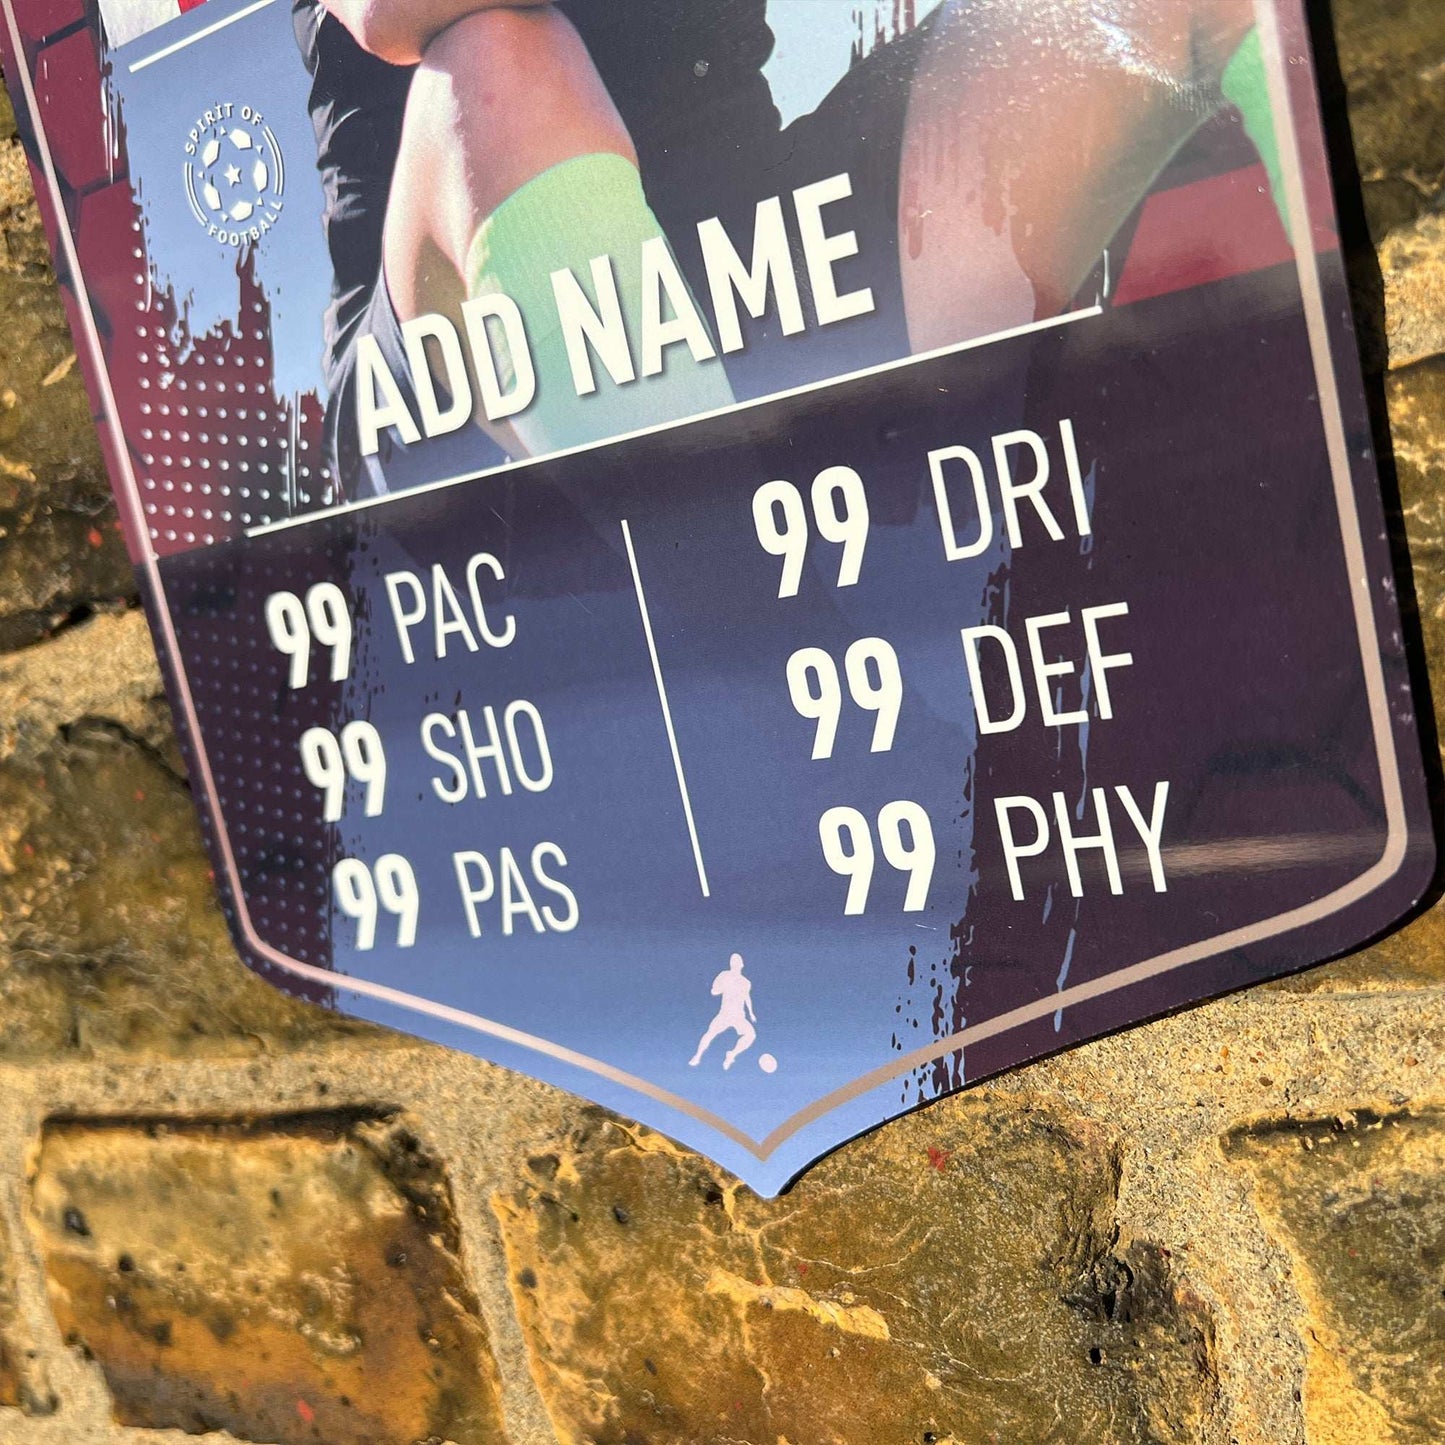 SPIRIT OF
FOOTBALL
ADD NAME
99 PAC
99 SHO
99 PAS
99 DRI
99 DEF
99 PHY